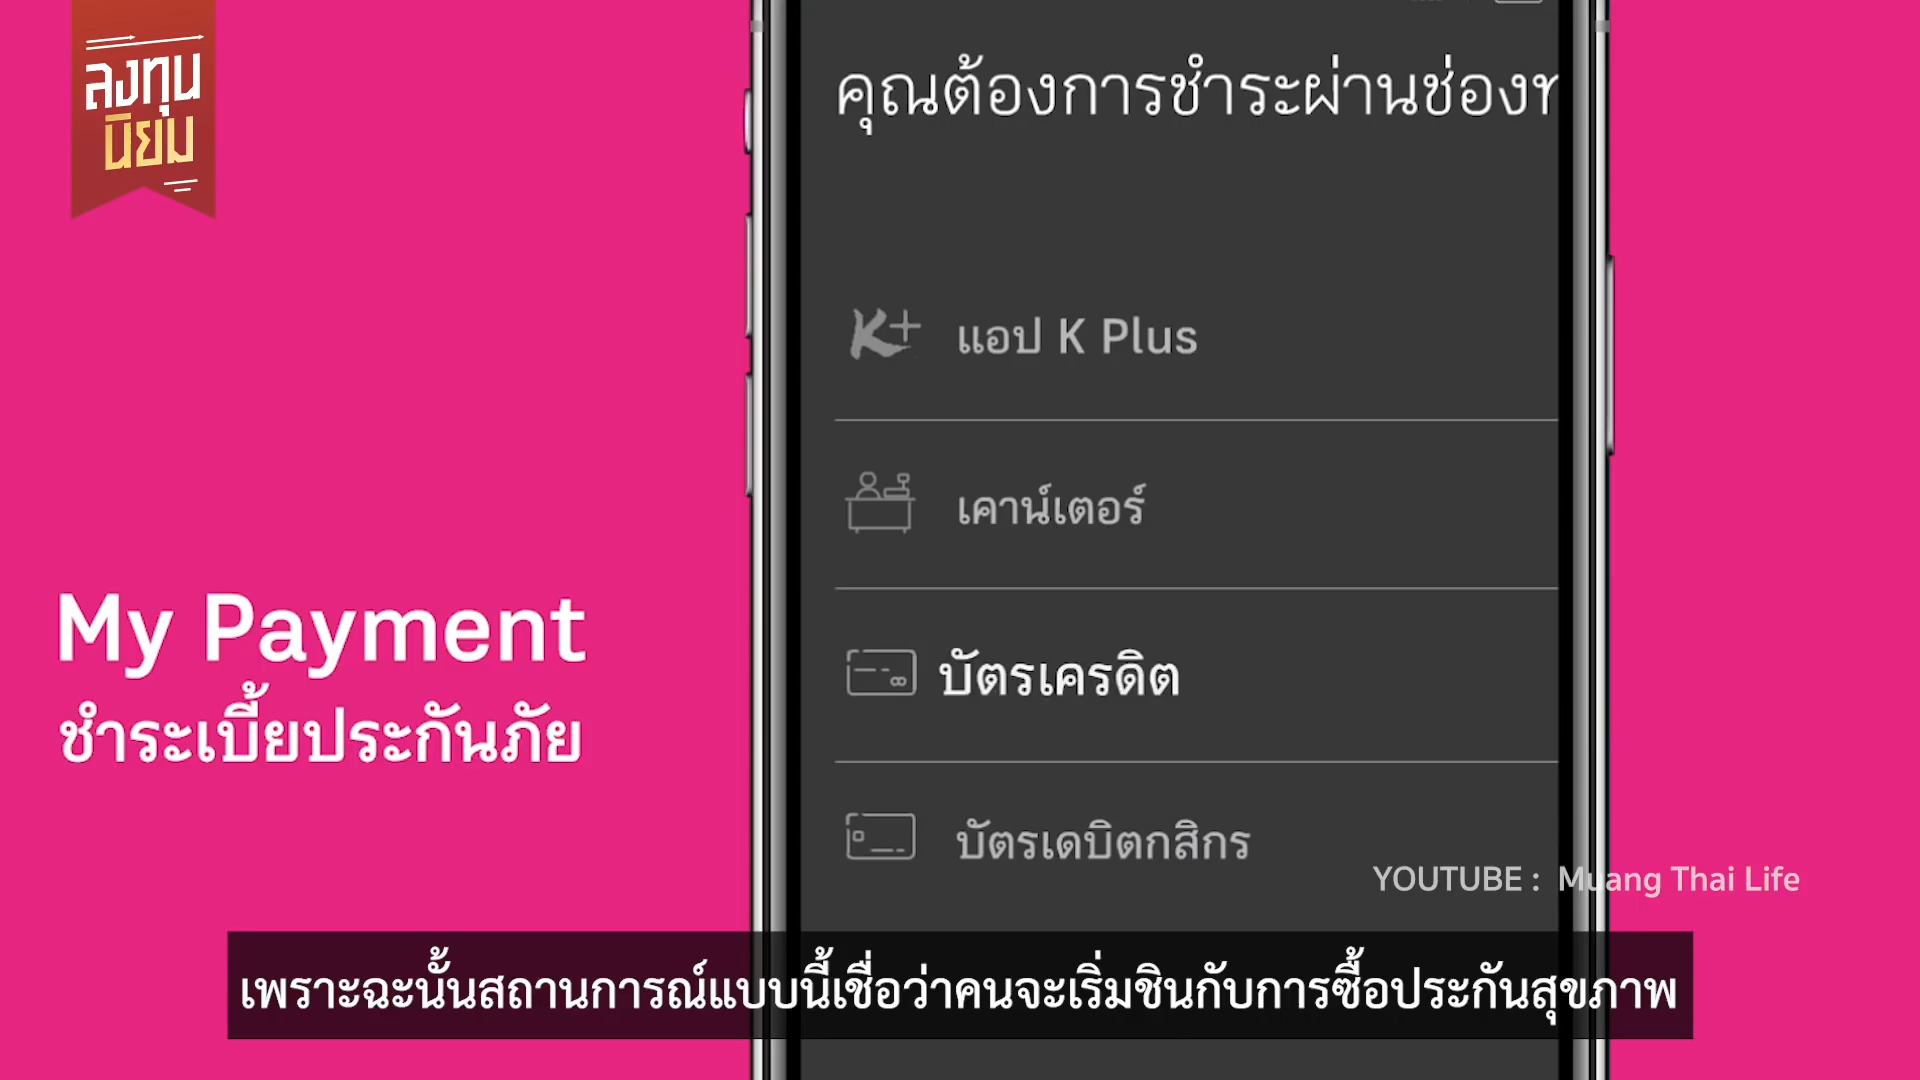 ลงทุน
นิยม
คุณต้องการชำระผ่านช่องท
แอป K Plus
เคาน์เตอร์
My Payment
ชำระเบี้ยประกันภัย
บัตรเครดิต
บัตรเดบิตกสิกร
YOUTUBE : Muang Thai Life
เพราะฉะนั้นสถานการณ์แบบนี้เชื่อว่าคนจะเริ่มชินกับการซื้อประกันสุขภาพ